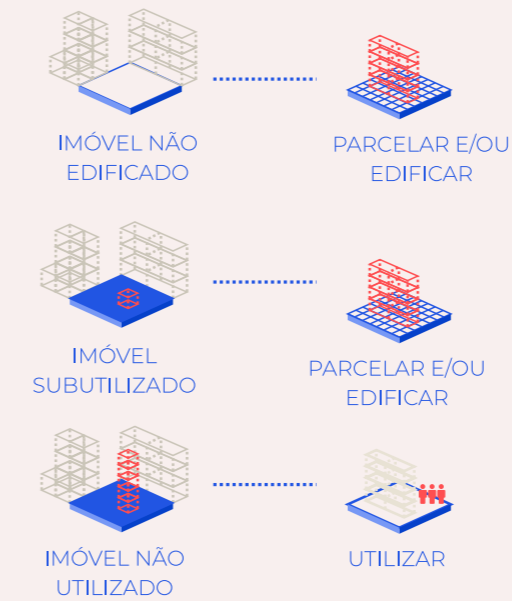 IMÓVEL NÃO
EDIFICADO
PARCELAR E/OU
EDIFICAR
IMÓVEL
SUBUTILIZADO
PARCELAR E/OU
EDIFICAR
IMÓVEL NÃO
UTILIZADO
UTILIZAR